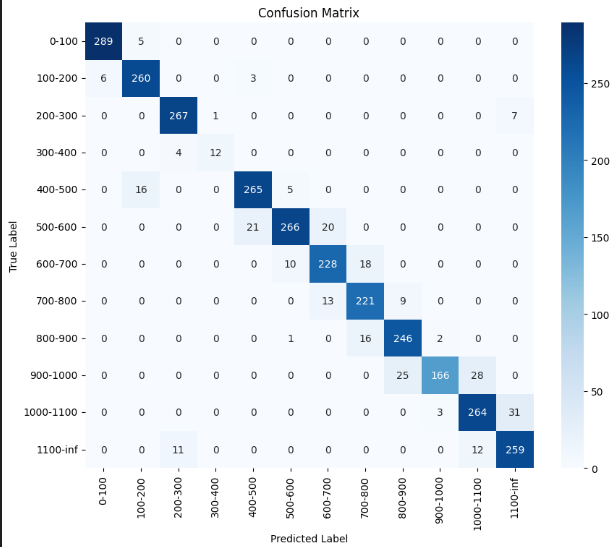 Confusion Matrix
0-100 289 5 0 0 0 0 0 0 0 0 0 0
100-200 6 260 0 0 3 0 0 0 0 0 0 0
200-300 0 0 267 1 0 0 0 0 0 0 0 7
300-400 0 0 4 12 0 0 0 0 0 0 0 0
400-500 0 16 0 0 265 5 0 0 0 0 0 0
500-600 0 0 0 0 21 266 20 0 0 0 0 0
600-700 0 0 0 0 0 10 228 18 0 0 0 0
700-800 0 0 0 0 0 0 13 221 9 0 0 0
800-900 0 0 0 0 0 1 0 16 246 2 0 0
900-1000 0 0 0 0 0 0 0 0 25 166 28 0
1000-1100 0 0 0 0 0 0 0 0 0 3 264 31
1100-inf 0 0 11 0 0 0 0 0 0 0 12 259
True Label
0-100 100-200 200-300 300-400 400-500 500-600 600-700 700-800 800-900 900-1000 1000-1100 1100-inf
Predicted Label
250
200
150
100
50
0